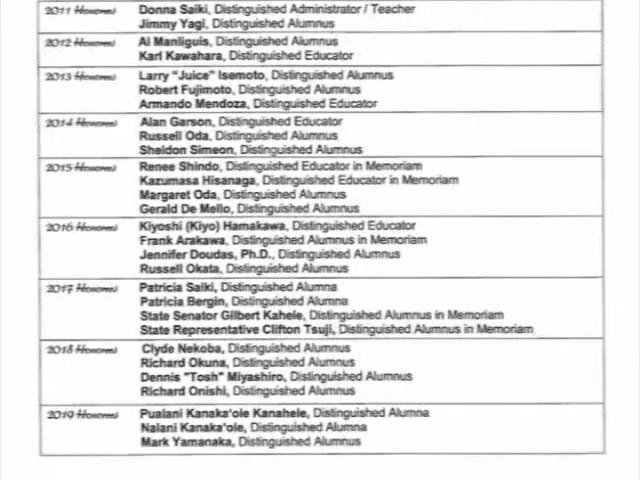 2011 Honorees Donna Saiki, Distinguished Administrator / Teacher
Jimmy Yagi, Distinguished Alumnus
2012 Honorees Al Manliguis, Distinguished Alumnus
Karl Kawahara, Distinguished Educator
2013 Honorees Larry "Juice" Isemoto, Distinguished Alumnus
Robert Fujimoto, Distinguished Alumnus
Armando Mendoza, Distinguished Educator
2014 Honorees Alan Garson, Distinguished Educator
Russell Oda, Distinguished Alumnus
Sheldon Simeon, Distinguished Alumnus
2015 Honorees Renee Shindo, Distinguished Educator in Memoriam
Kazumasa Hisanaga, Distinguished Educator in Memoriam
Margaret Oda, Distinguished Alumnus
Gerald De Mello, Distinguished Alumnus
2016 Honorees Kiyoshi (Kiyo) Hamakawa, Distinguished Educator
Frank Arakawa, Distinguished Alumnus in Memoriam
Jennifer Doudas, Ph.D., Distinguished Alumnus
Russell Okata, Distinguished Alumnus
2017 Honorees Patricia Saiki, Distinguished Alumna
Patricia Bergin, Distinguished Alumna
State Senator Gilbert Kahele, Distinguished Alumnus in Memoriam
State Representative Clifton Tsuji, Distinguished Alumnus in Memoriam
2018 Honorees Clyde Nekoba, Distinguished Alumnus
Richard Okuna, Distinguished Alumnus
Dennis "Tosh" Miyashiro, Distinguished Alumnus
Richard Onishi, Distinguished Alumnus
2019 Honorees Pualani Kanakaʻole Kanahele, Distinguished Alumna
Nalani Kanakaʻole, Distinguished Alumna
Mark Yamanaka, Distinguished Alumnus